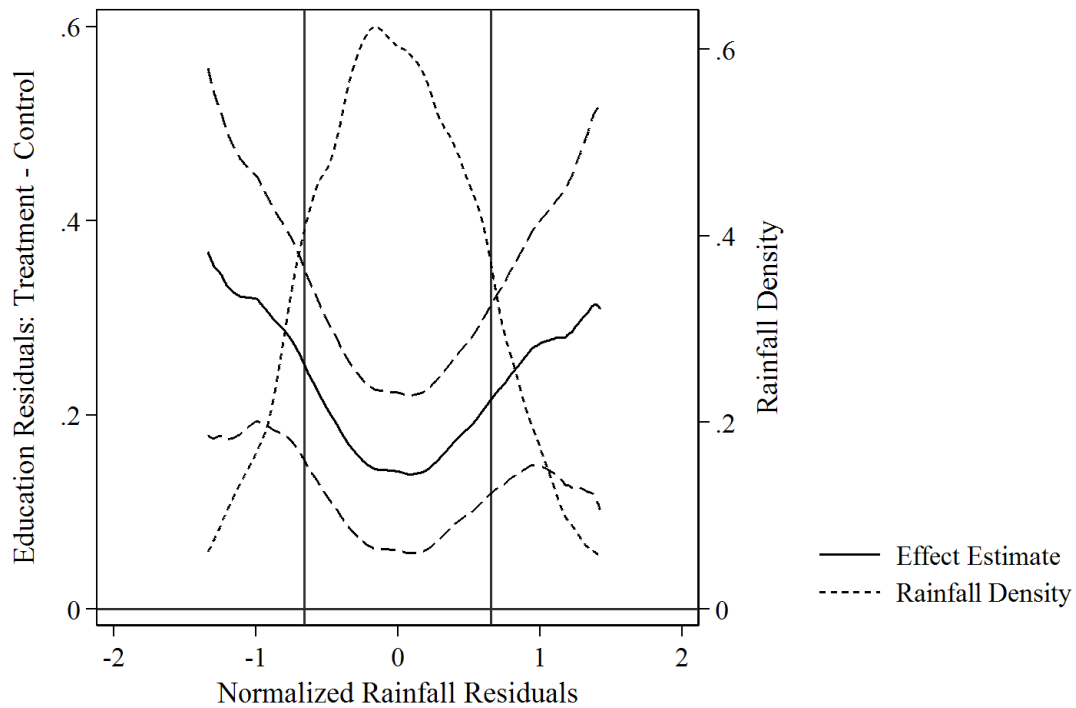 Education Residuals: Treatment - Control
.6
.4
.2
0
.6
.4
.2
0
Rainfall Density
-2 -1 0 1 2
Normalized Rainfall Residuals
Effect Estimate
Rainfall Density